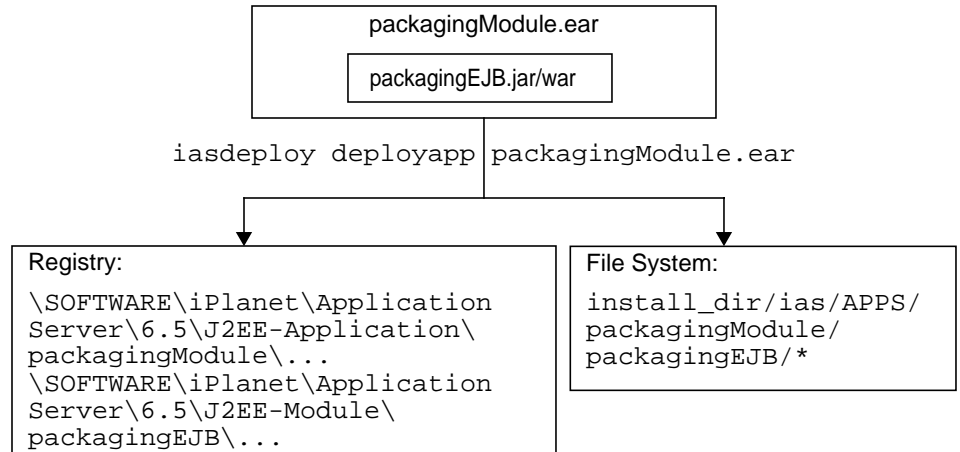 packagingModule.ear
packagingEJB.jar/war
iasdeploy deployapp packagingModule.ear
Registry:
\SOFTWARE\iPlanet\Application
Server\6.5\J2EE-Application\
packagingModule\...
\SOFTWARE\iPlanet\Application
Server\6.5\J2EE-Module\
packagingEJB\...
File System:
install_dir/ias/APPS/
packagingModule/
packagingEJB/*